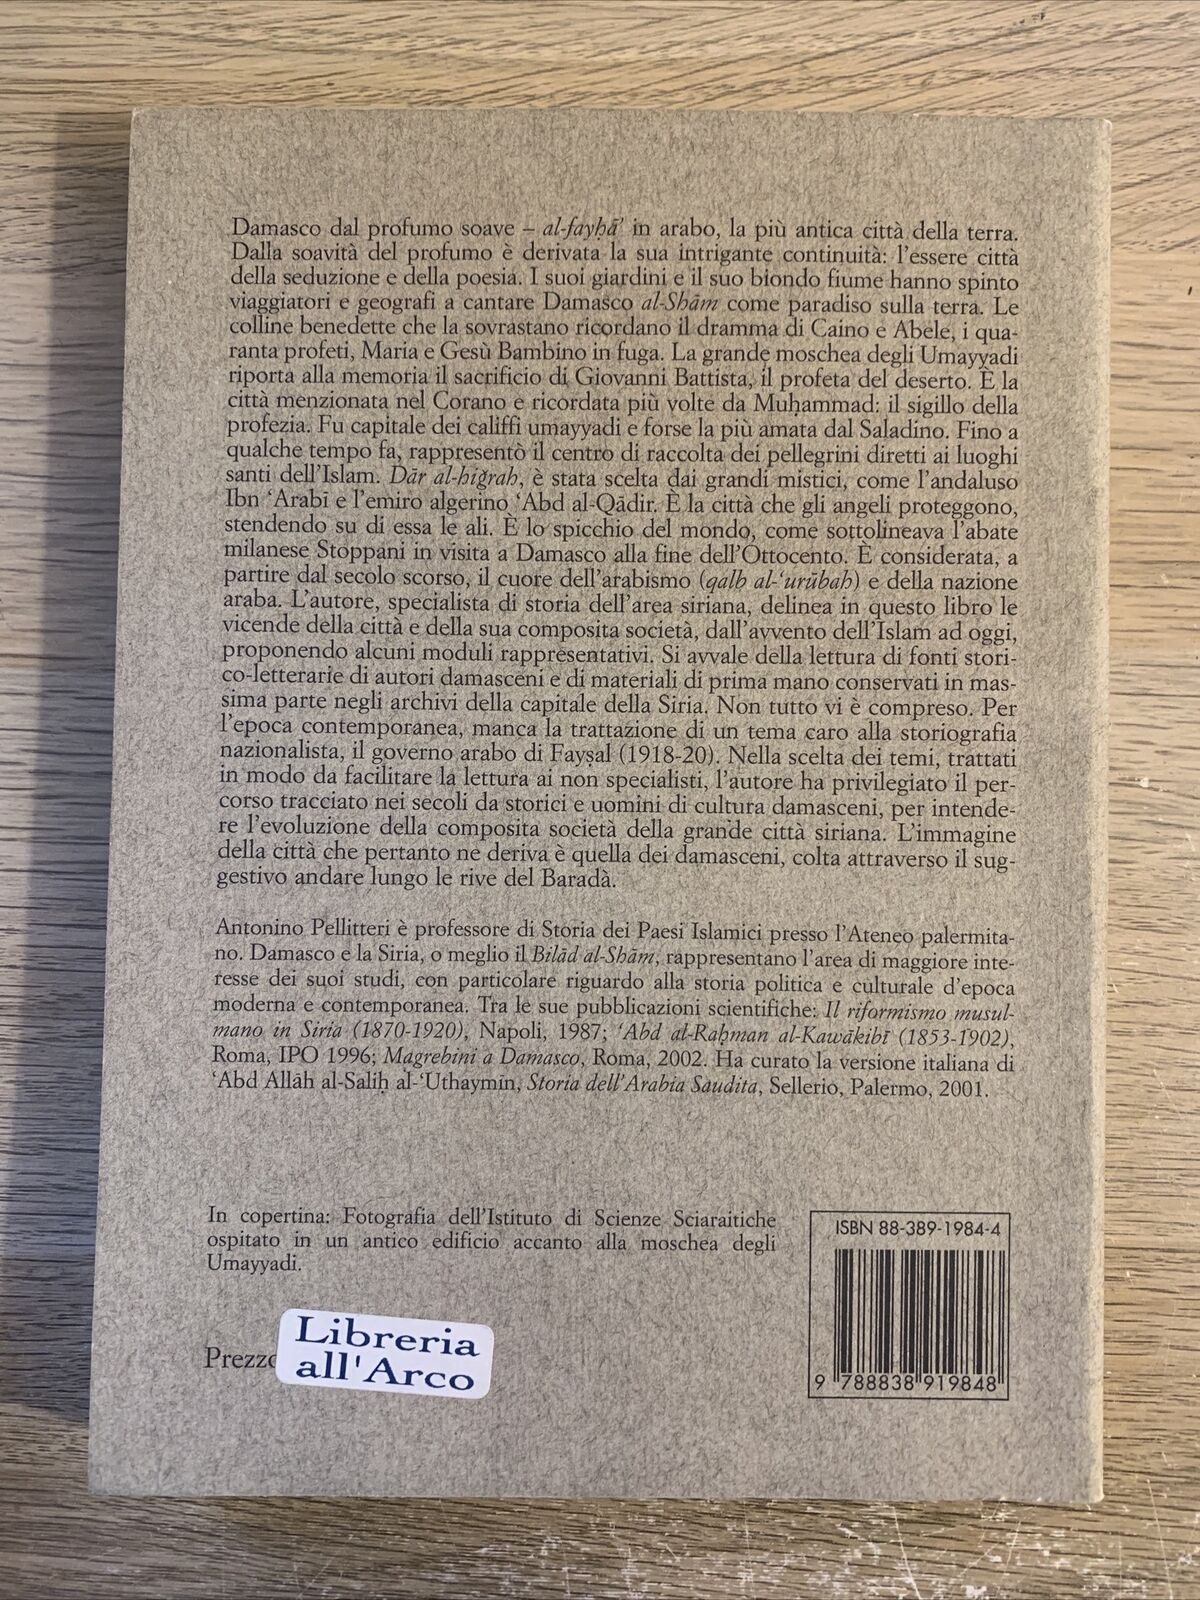 Damasco dal profumo soave – al-fayḥā’ in arabo, la più antica città della terra.
Dalla soavità del profumo è derivata la sua intrigante continuità: l’essere città
della seduzione e della poesia. I suoi giardini e il suo biondo fiume hanno spinto
viaggiatori e geografi a cantare Damasco al-Shām come paradiso sulla terra. Le
colline benedette che la sovrastano ricordano il dramma di Caino e Abele, i qua-
ranta profeti, Maria e Gesù Bambino in fuga. La grande moschea degli Umayyadi
riporta alla memoria il sacrificio di Giovanni Battista, il profeta del deserto. È la
città menzionata nel Corano e ricordata più volte da Muḥammad: il sigillo della
profezia. Fu capitale dei califfi umayyadi e forse la più amata dal Saladino. Fino a
qualche tempo fa, rappresentò il centro di raccolta dei pellegrini diretti ai luoghi
santi dell’Islam. Dār al-hiǧrah, è stata scelta dai grandi mistici, come l’andaluso
Ibn ‘Arabī e l’emiro algerino ‘Abd al-Qādir. È la città che gli angeli proteggono,
stendendo su di essa le ali. È lo spicchio del mondo, come sottolineava l’abate
milanese Stoppani in visita a Damasco alla fine dell’Ottocento. È considerata, a
partire dal secolo scorso, il cuore dell’arabismo (qalb al-‘urūbah) e della nazione
araba. L’autore, specialista di storia dell’area siriana, delinea in questo libro le
vicende della città e della sua composita società, dall’avvento dell’Islam ad oggi,
proponendo alcuni moduli rappresentativi. Si avvale della lettura di fonti stori-
co-letterarie di autori damasceni e di materiali di prima mano conservati in mas-
sima parte negli archivi della capitale della Siria. Non tutto vi è compreso. Per
l’epoca contemporanea, manca la trattazione di un tema caro alla storiografia
nazionalista, il governo arabo di Fayṣal (1918-20). Nella scelta dei temi, trattati
in modo da facilitare la lettura ai non specialisti, l’autore ha privilegiato il per-
corso tracciato nei secoli da storici e uomini di cultura damasceni, per intende-
re l’evoluzione della composita società della grande città siriana. L’immagine
della città che pertanto ne deriva è quella dei damasceni, colta attraverso il sug-
gestivo andare lungo le rive del Baradà.
Antonino Pellitteri è professore di Storia dei Paesi Islamici presso l’Ateneo palermita-
no. Damasco e la Siria, o meglio il Bilād al-Shām, rappresentano l’area di maggiore inte-
resse dei suoi studi, con particolare riguardo alla storia politica e culturale d’epoca
moderna e contemporanea. Tra le sue pubblicazioni scientifiche: Il riformismo musul-
mano in Siria (1870-1920), Napoli, 1987; ‘Abd al-Raḥman al-Kawākibī (1853-1902),
Roma, IPO 1996; Magrebini a Damasco, Roma, 2002. Ha curato la versione italiana di
‘Abd Allāh al-Saliḥ al-‘Uthaymīn, Storia dell’Arabia Saudita, Sellerio, Palermo, 2001.
In copertina: Fotografia dell’Istituto di Scienze Sciaraitiche
ospitato in un antico edificio accanto alla moschea degli
Umayyadi.
ISBN 88-389-1984-4
9 788838 919848
Prezzo
Libreria
all'Arco